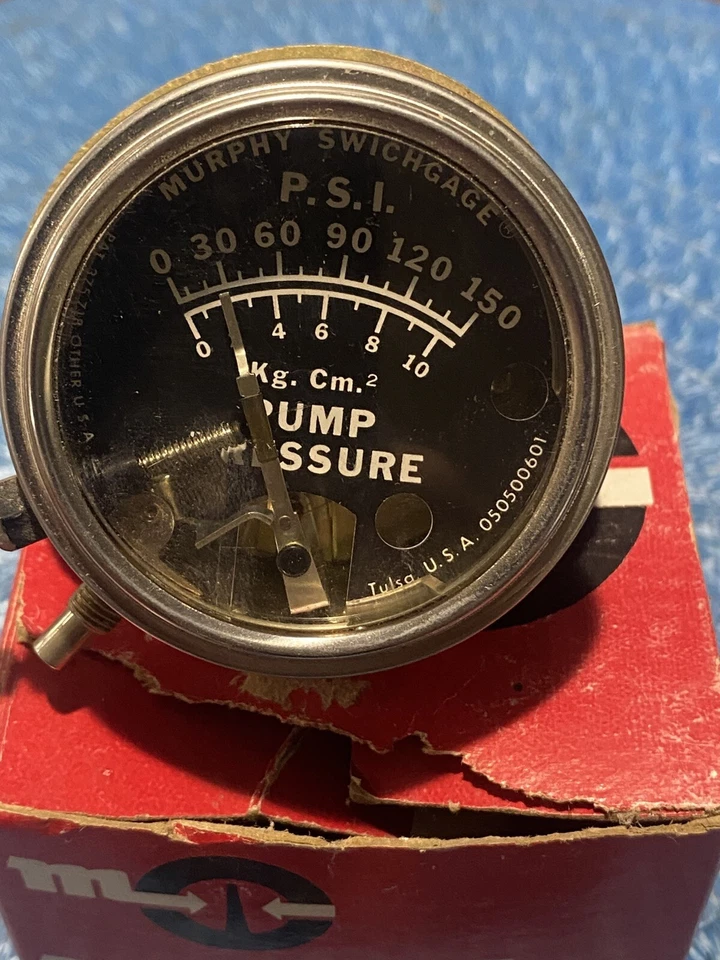 MURPHY SWICHGAGE®
P.S.I.
0 30 60 90 120 150
0 4 6 8 10
Kg. Cm.²
PUMP
PRESSURE
Tulsa, U.S.A. 050500601
OTHER U.S.A.
m